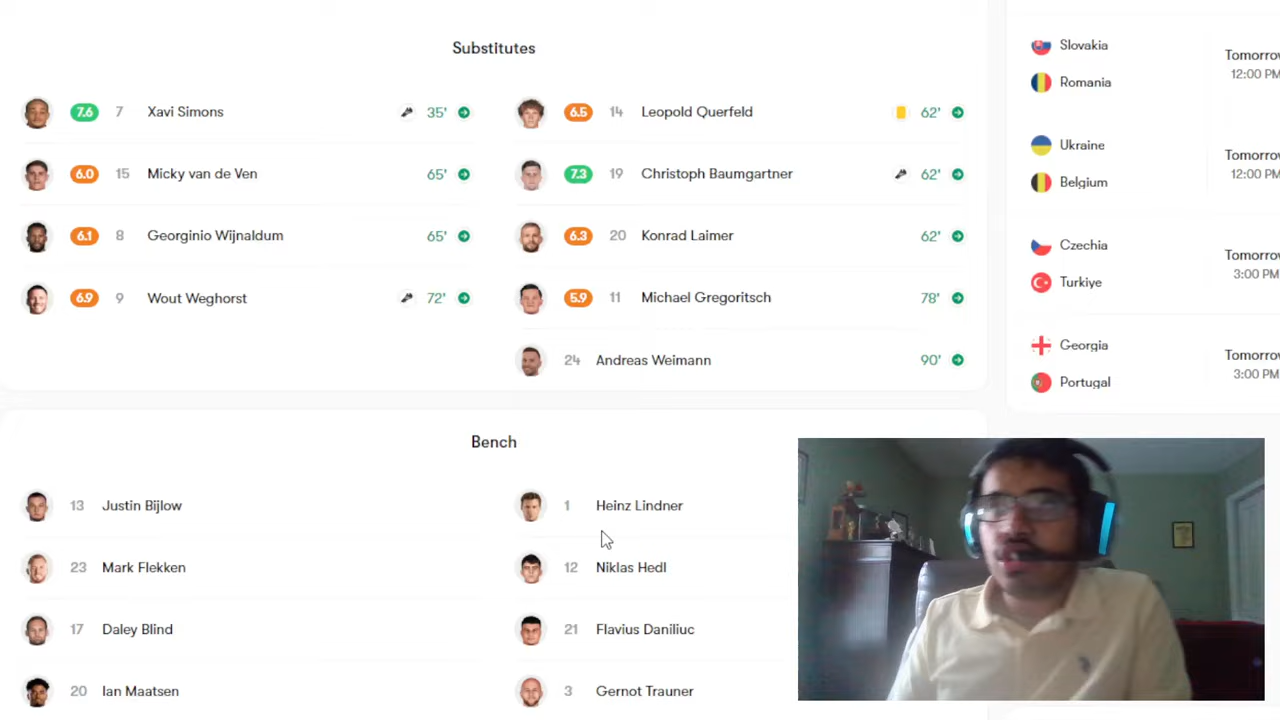 Substitutes
7.6 7 Xavi Simons 35'
6.0 15 Micky van de Ven 65'
6.1 8 Georginio Wijnaldum 65'
6.9 9 Wout Weghorst 72'
6.5 14 Leopold Querfeld 62'
7.3 19 Christoph Baumgartner 62'
6.3 20 Konrad Laimer 62'
5.9 11 Michael Gregoritsch 78'
24 Andreas Weimann 90'
Bench
13 Justin Bijlow
23 Mark Flekken
17 Daley Blind
20 Ian Maatsen
1 Heinz Lindner
12 Niklas Hedl
21 Flavius Daniliuc
3 Gernot Trauner
Slovakia
Romania
Tomorrow
12:00 PM
Ukraine
Belgium
Tomorrow
12:00 PM
Czechia
Turkiye
Tomorrow
3:00 PM
Georgia
Portugal
Tomorrow
3:00 PM